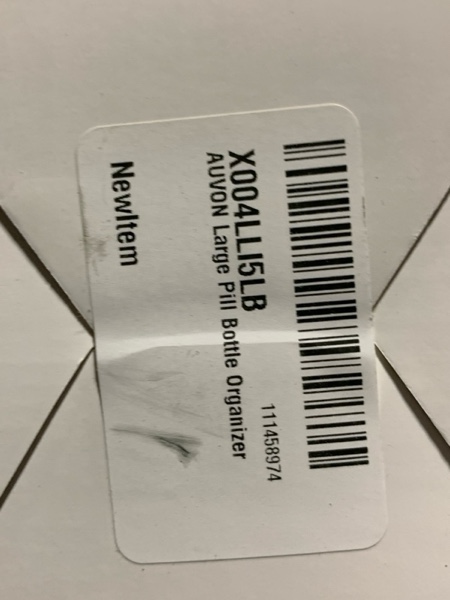 X004LLI5LB
AUVON Large Pill Bottle Organizer
111458974
NewItem